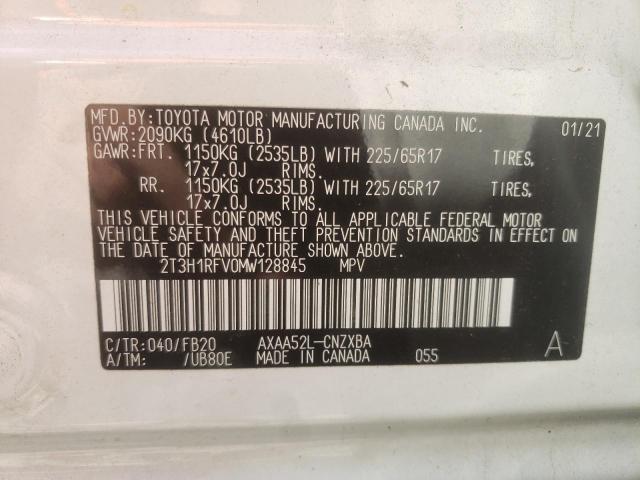 MFD.BY:TOYOTA MOTOR MANUFACTURING CANADA INC. 01/21
GVWR:2090KG (4610LB)
GAWR:FRT. 1150KG (2535LB) WITH 225/65R17 TIRES,
17x7.0J RIMS.
RR. 1150KG (2535LB) WITH 225/65R17 TIRES,
17x7.0J RIMS.
THIS VEHICLE CONFORMS TO ALL APPLICABLE FEDERAL MOTOR
VEHICLE SAFETY AND THEFT PREVENTION STANDARDS IN EFFECT ON
THE DATE OF MANUFACTURE SHOWN ABOVE.
2T3H1RFV0MW128845 MPV
C/TR:040/FB20 AXAA52L-CNZXBA A
A/TM: /UB80E MADE IN CANADA 055